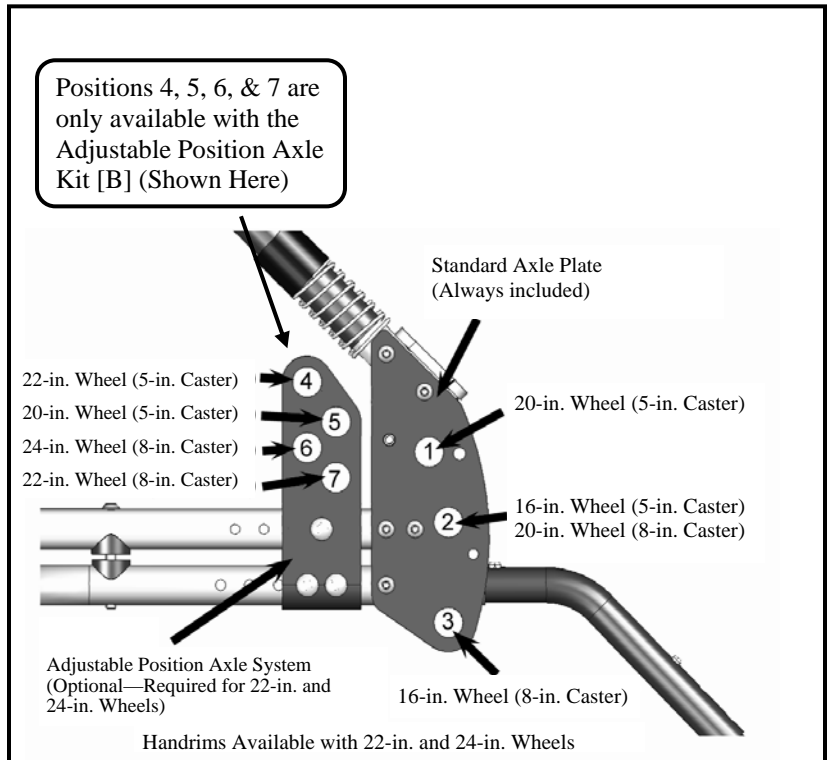 Positions 4, 5, 6, & 7 are
only available with the
Adjustable Position Axle
Kit [B] (Shown Here)
Standard Axle Plate
(Always included)
22-in. Wheel (5-in. Caster)
20-in. Wheel (5-in. Caster)
24-in. Wheel (8-in. Caster)
22-in. Wheel (8-in. Caster)
4
5
6
7
1
2
3
20-in. Wheel (5-in. Caster)
16-in. Wheel (5-in. Caster)
20-in. Wheel (8-in. Caster)
Adjustable Position Axle System
(Optional—Required for 22-in. and
24-in. Wheels)
16-in. Wheel (8-in. Caster)
Handrims Available with 22-in. and 24-in. Wheels